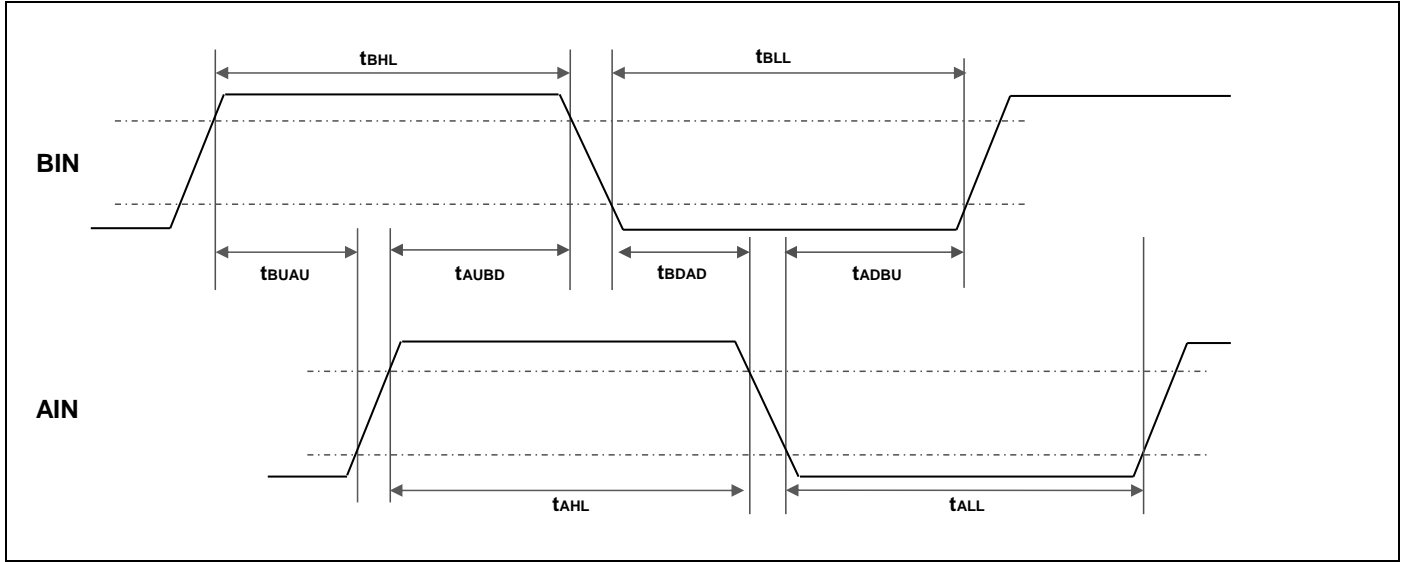 tBHL
tBLL
BIN
tBUAU
tAUBD
tBDAD
tADBU
AIN
tAHL
tALL